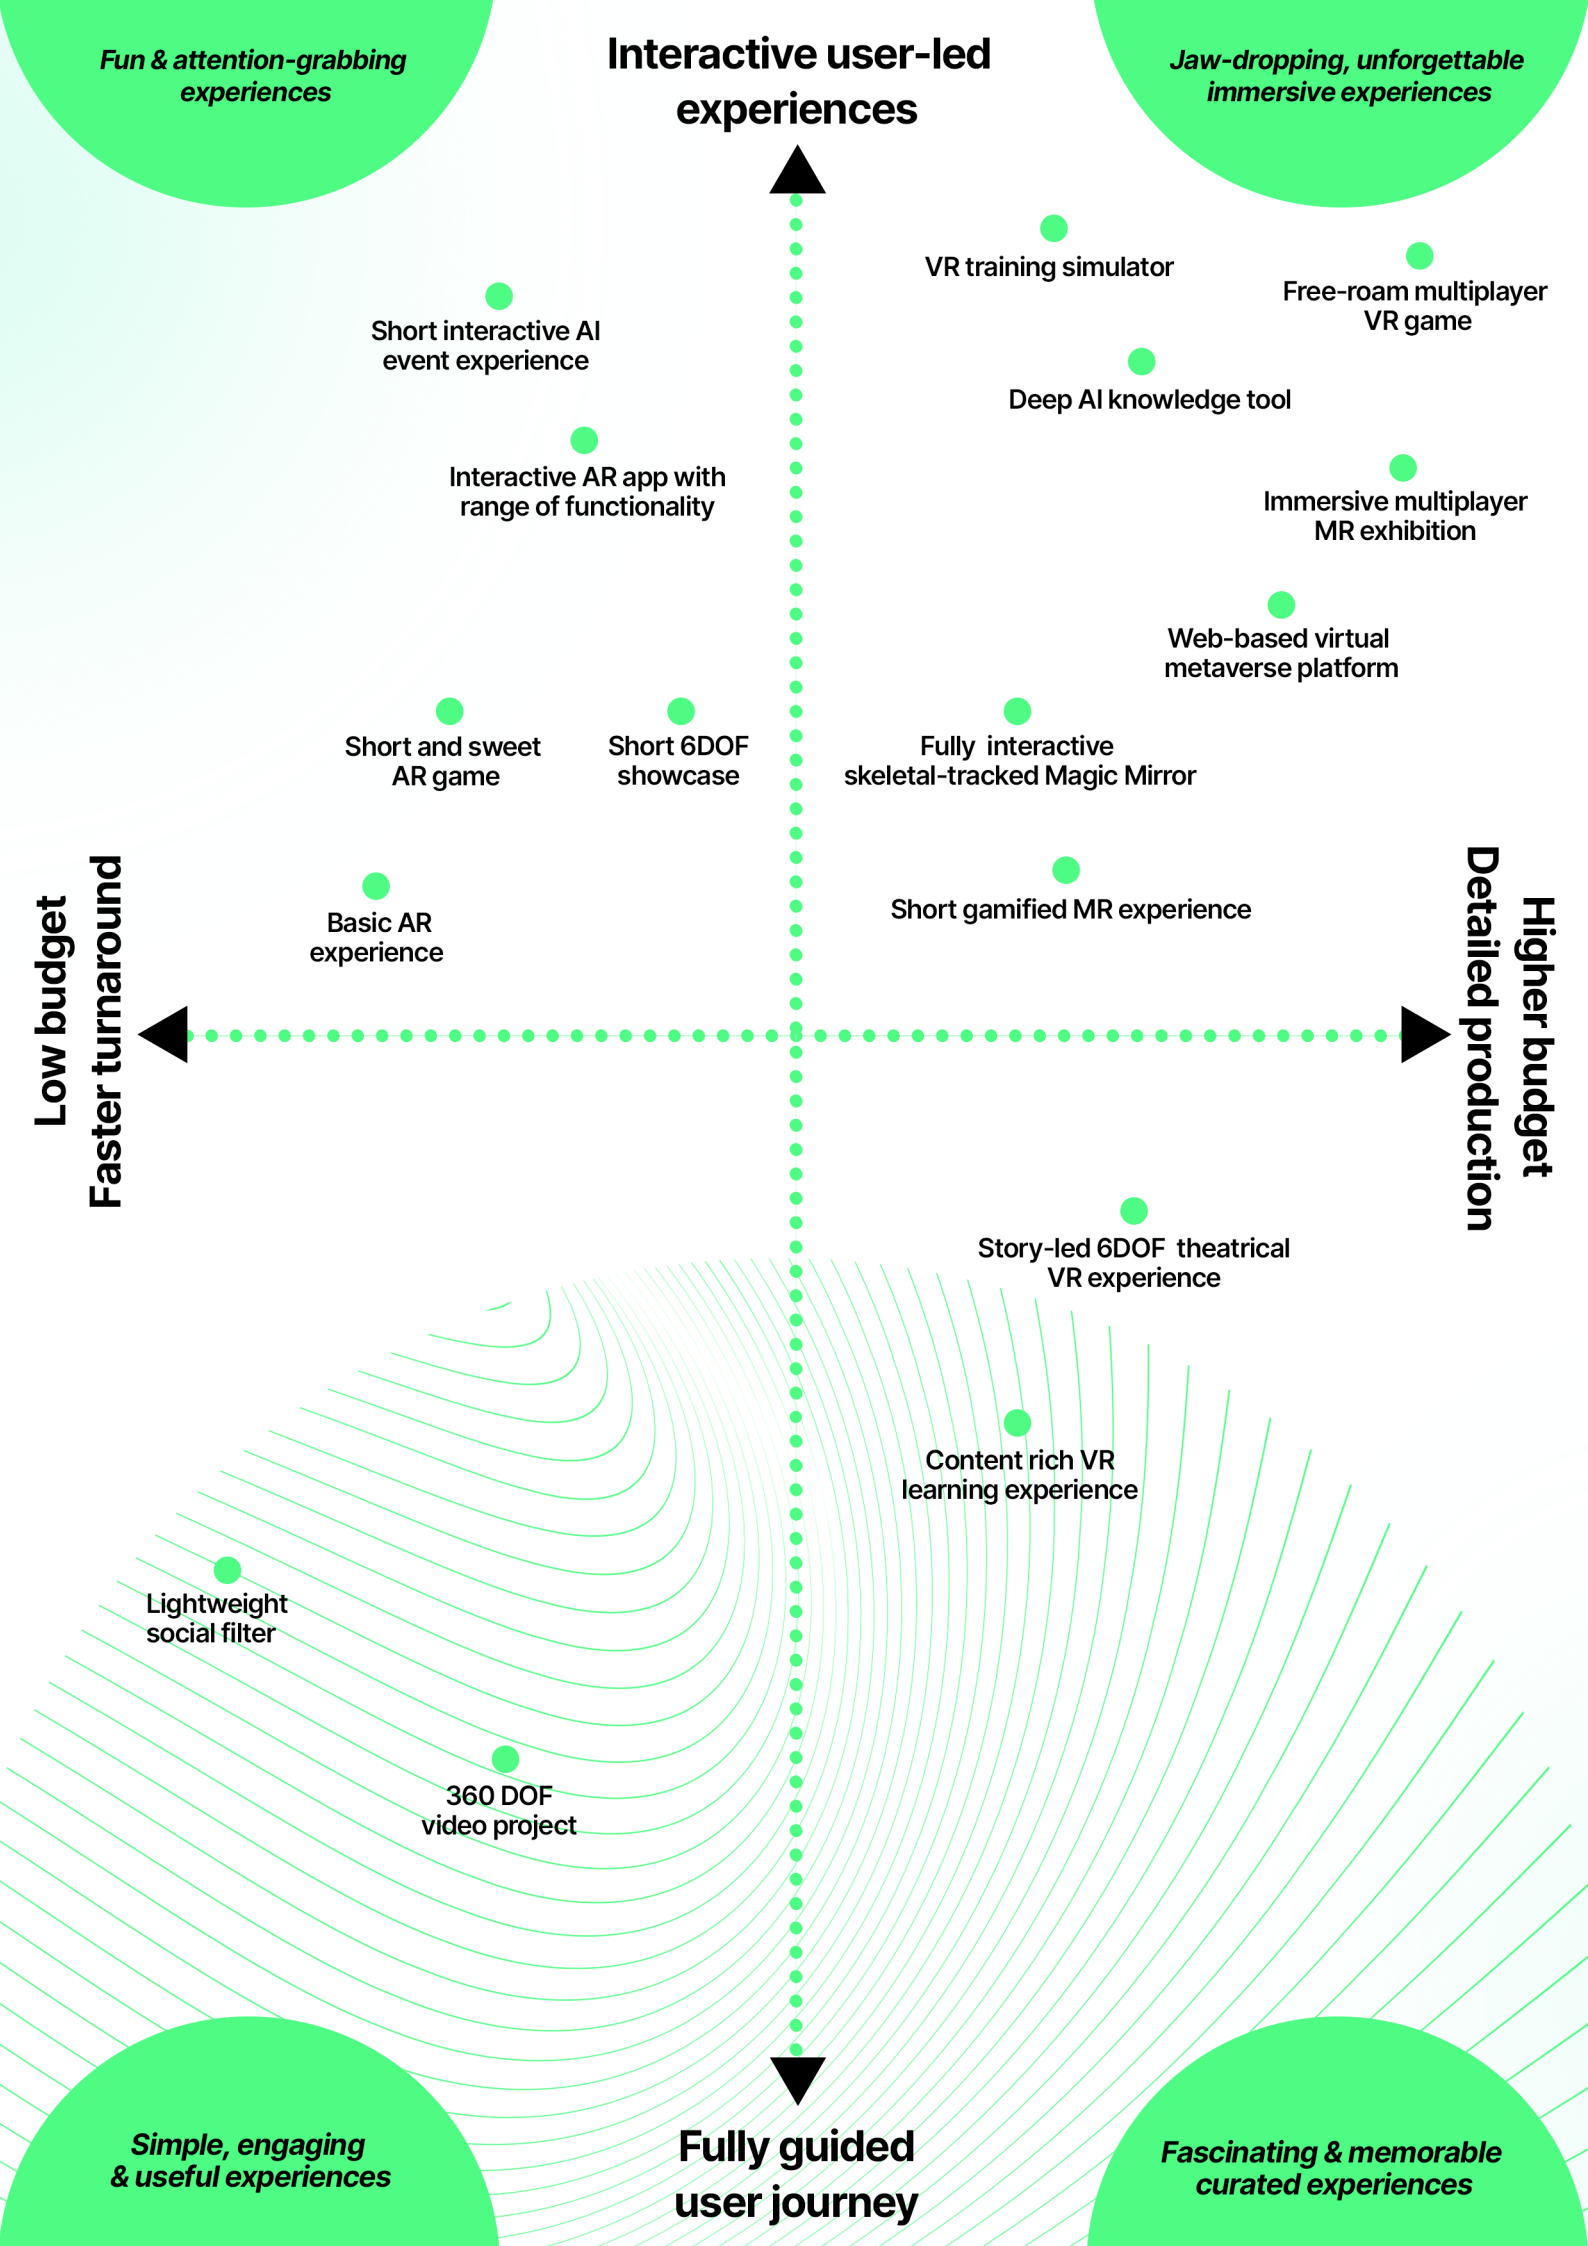 Fun & attention-grabbing
experiences
Interactive user-led
experiences
Jaw-dropping, unforgettable
immersive experiences
VR training simulator
Free-roam multiplayer
VR game
Short interactive AI
event experience
Deep AI knowledge tool
Interactive AR app with
range of functionality
Immersive multiplayer
MR exhibition
Web-based virtual
metaverse platform
Short and sweet
AR game
Short 6DOF
showcase
Fully interactive
skeletal-tracked Magic Mirror
Basic AR
experience
Short gamified MR experience
Low budget
Faster turnaround
Higher budget
Detailed production
Story-led 6DOF theatrical
VR experience
Content rich VR
learning experience
Lightweight
social filter
360 DOF
video project
Simple, engaging
& useful experiences
Fully guided
user journey
Fascinating & memorable
curated experiences